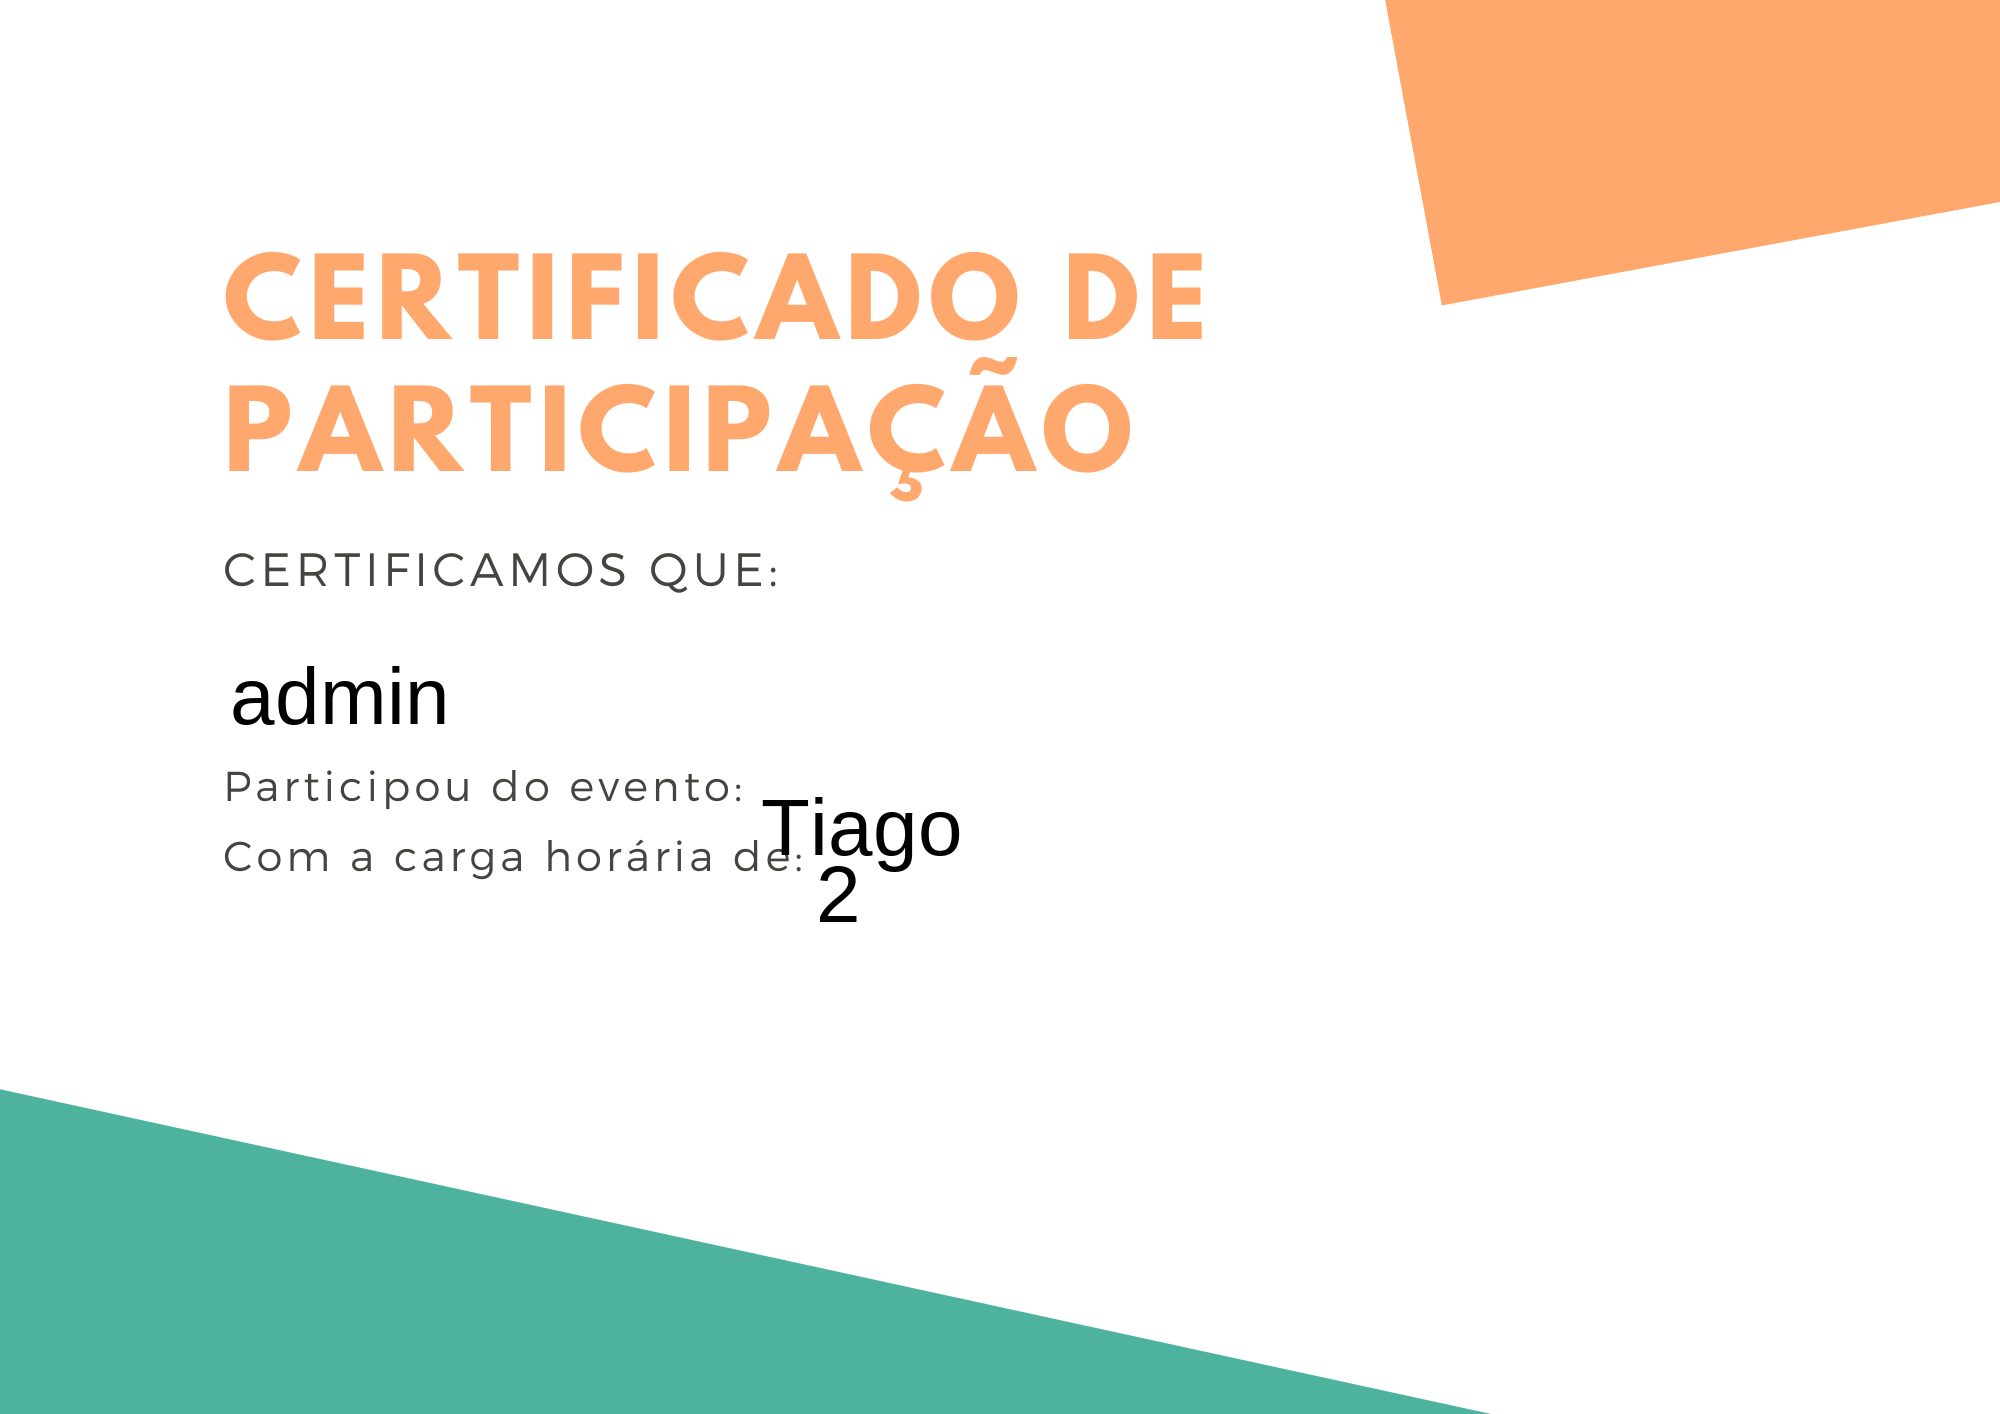 CERTIFICADO DE
PARTICIPAÇÃO
CERTIFICAMOS QUE:
admin
Participou do evento: Tiago
Com a carga horária de: 2